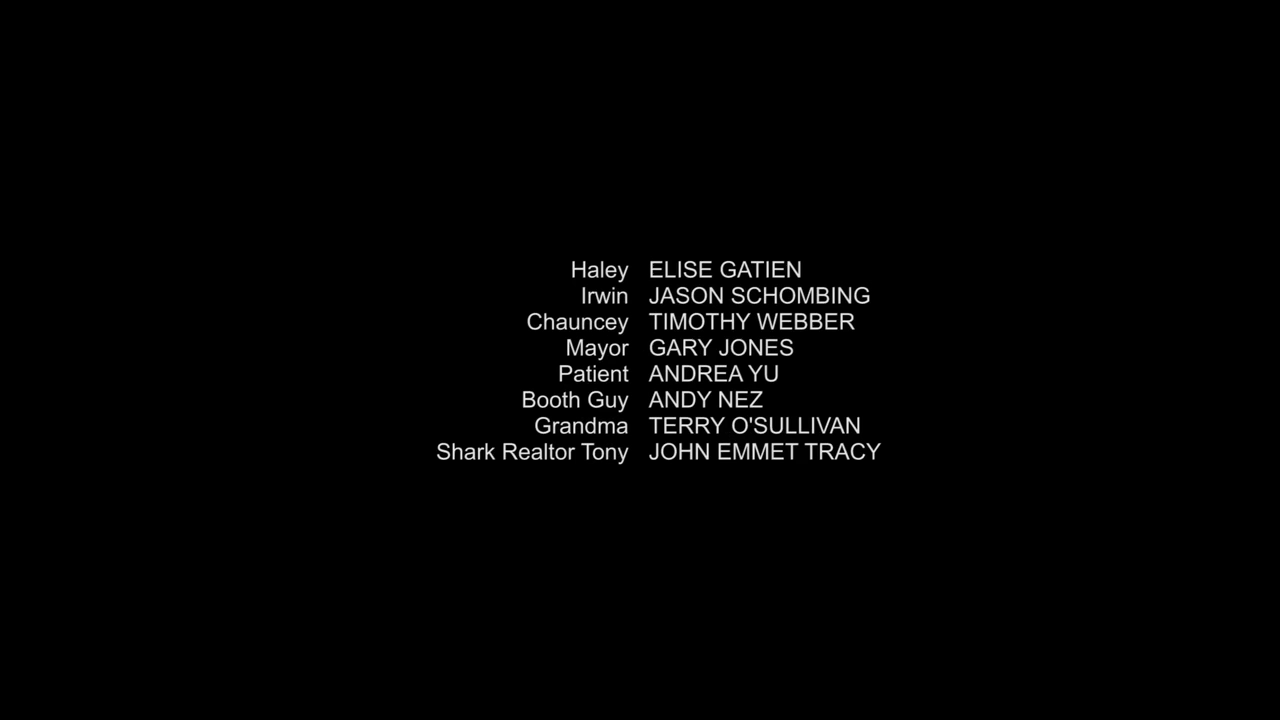 Haley ELISE GATIEN
Irwin JASON SCHOMBING
Chauncey TIMOTHY WEBBER
Mayor GARY JONES
Patient ANDREA YU
Booth Guy ANDY NEZ
Grandma TERRY O'SULLIVAN
Shark Realtor Tony JOHN EMMET TRACY